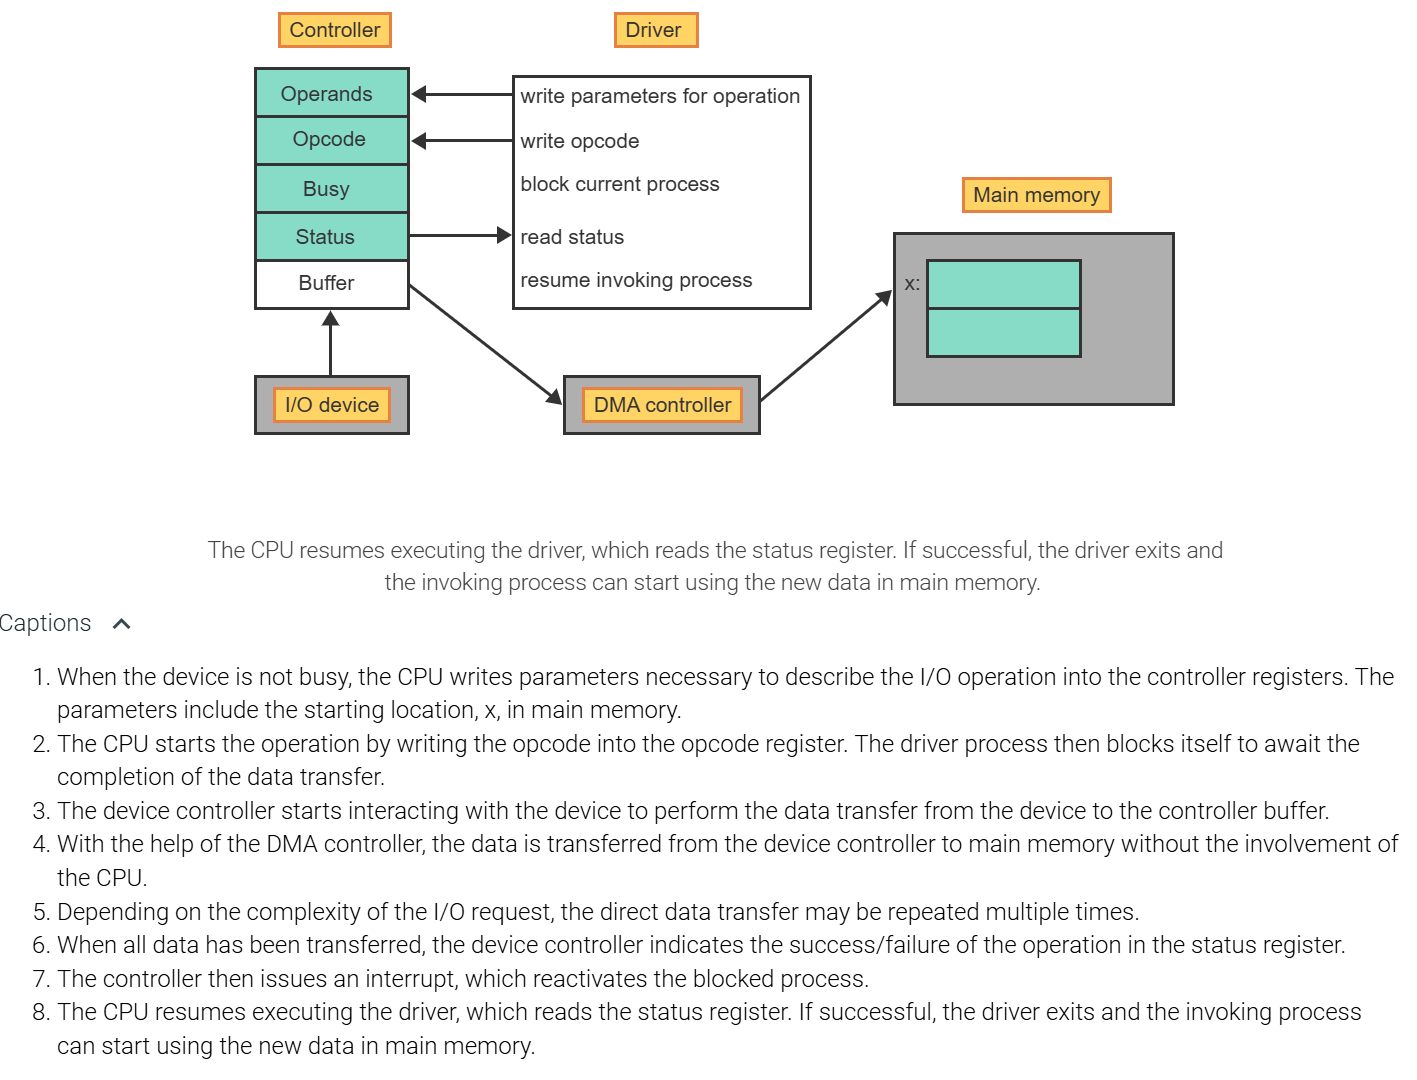 Controller
Driver
Operands
write parameters for operation
Opcode
write opcode
Busy
block current process
Main memory
Status
read status
Buffer
resume invoking process
x:
I/O device
DMA controller
The CPU resumes executing the driver, which reads the status register. If successful, the driver exits and
the invoking process can start using the new data in main memory.
Captions
1. When the device is not busy, the CPU writes parameters necessary to describe the I/O operation into the controller registers. The
parameters include the starting location, x, in main memory.
2. The CPU starts the operation by writing the opcode into the opcode register. The driver process then blocks itself to await the
completion of the data transfer.
3. The device controller starts interacting with the device to perform the data transfer from the device to the controller buffer.
4. With the help of the DMA controller, the data is transferred from the device controller to main memory without the involvement of
the CPU.
5. Depending on the complexity of the I/O request, the direct data transfer may be repeated multiple times.
6. When all data has been transferred, the device controller indicates the success/failure of the operation in the status register.
7. The controller then issues an interrupt, which reactivates the blocked process.
8. The CPU resumes executing the driver, which reads the status register. If successful, the driver exits and the invoking process
can start using the new data in main memory.